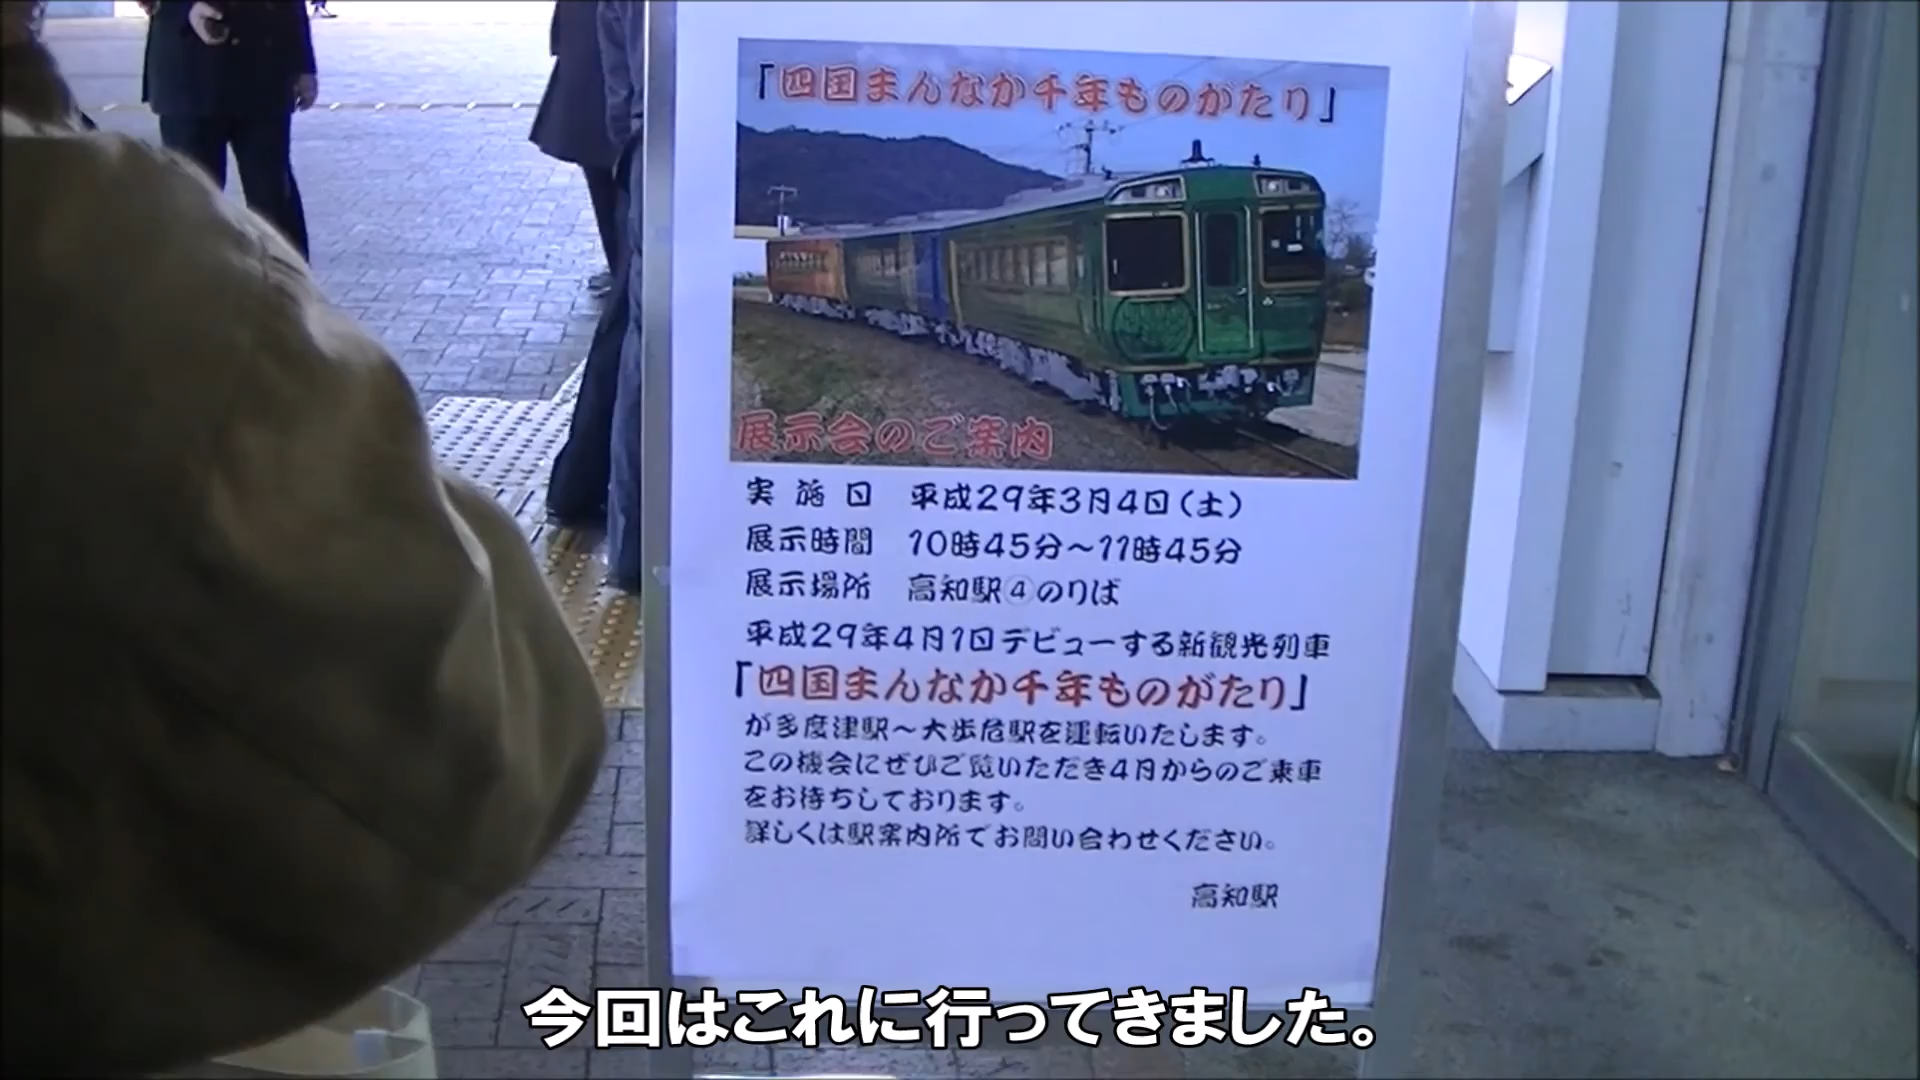 「四国まんなか千年ものがたり」
展示会のご案内
実施日 平成29年3月4日(土)
展示時間 10時45分～11時45分
展示場所 高知駅④のりば
平成29年4月1日デビューする新観光列車
「四国まんなか千年ものがたり」
が多度津駅～大歩危駅を運転いたします。
この機会にぜひご覧いただき4月からのご乗車
をお待ちしております。
詳しくは駅案内所でお問い合わせください。
高知駅
今回はこれに行ってきました。